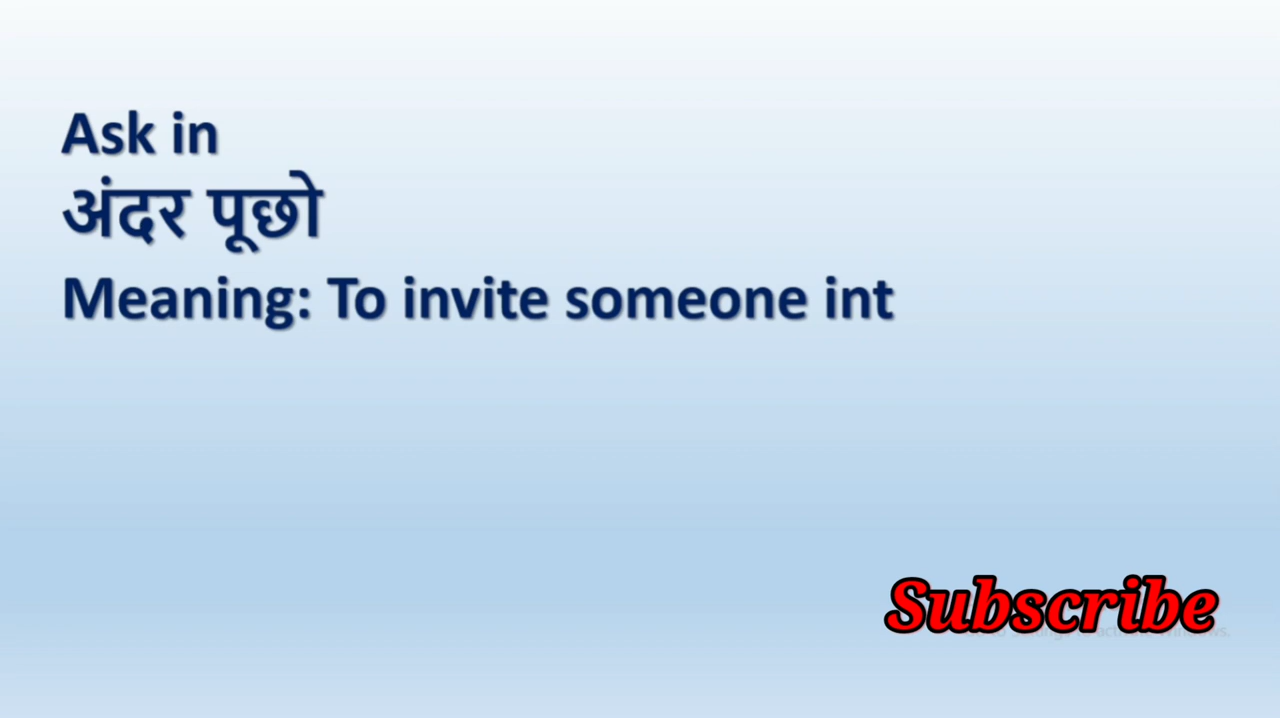 Ask in
अंदर पूछो
Meaning: To invite someone int
Subscribe